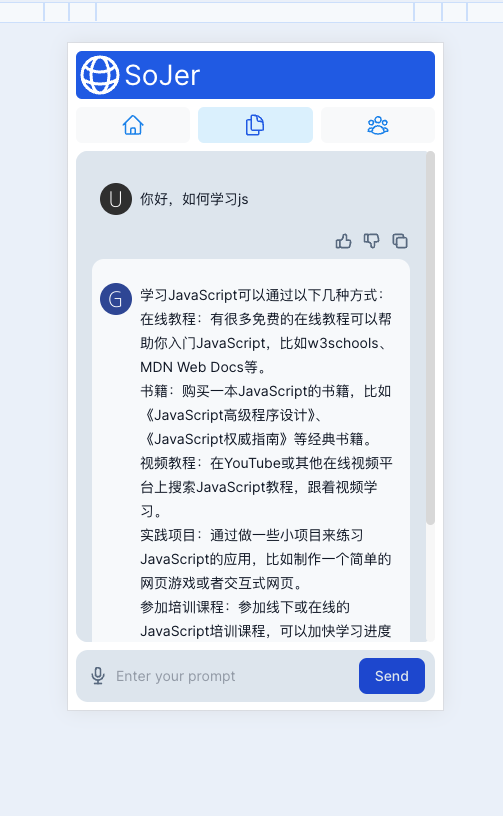 SoJer
U
你好，如何学习js
G
学习JavaScript可以通过以下几种方式：
在线教程：有很多免费的在线教程可以帮
助你入门JavaScript，比如w3schools、
MDN Web Docs等。
书籍：购买一本JavaScript的书籍，比如
《JavaScript高级程序设计》、
《JavaScript权威指南》等经典书籍。
视频教程：在YouTube或其他在线视频平
台上搜索JavaScript教程，跟着视频学
习。
实践项目：通过做一些小项目来练习
JavaScript的应用，比如制作一个简单的
网页游戏或者交互式网页。
参加培训课程：参加线下或在线的
JavaScript培训课程，可以加快学习进度
Enter your prompt
Send